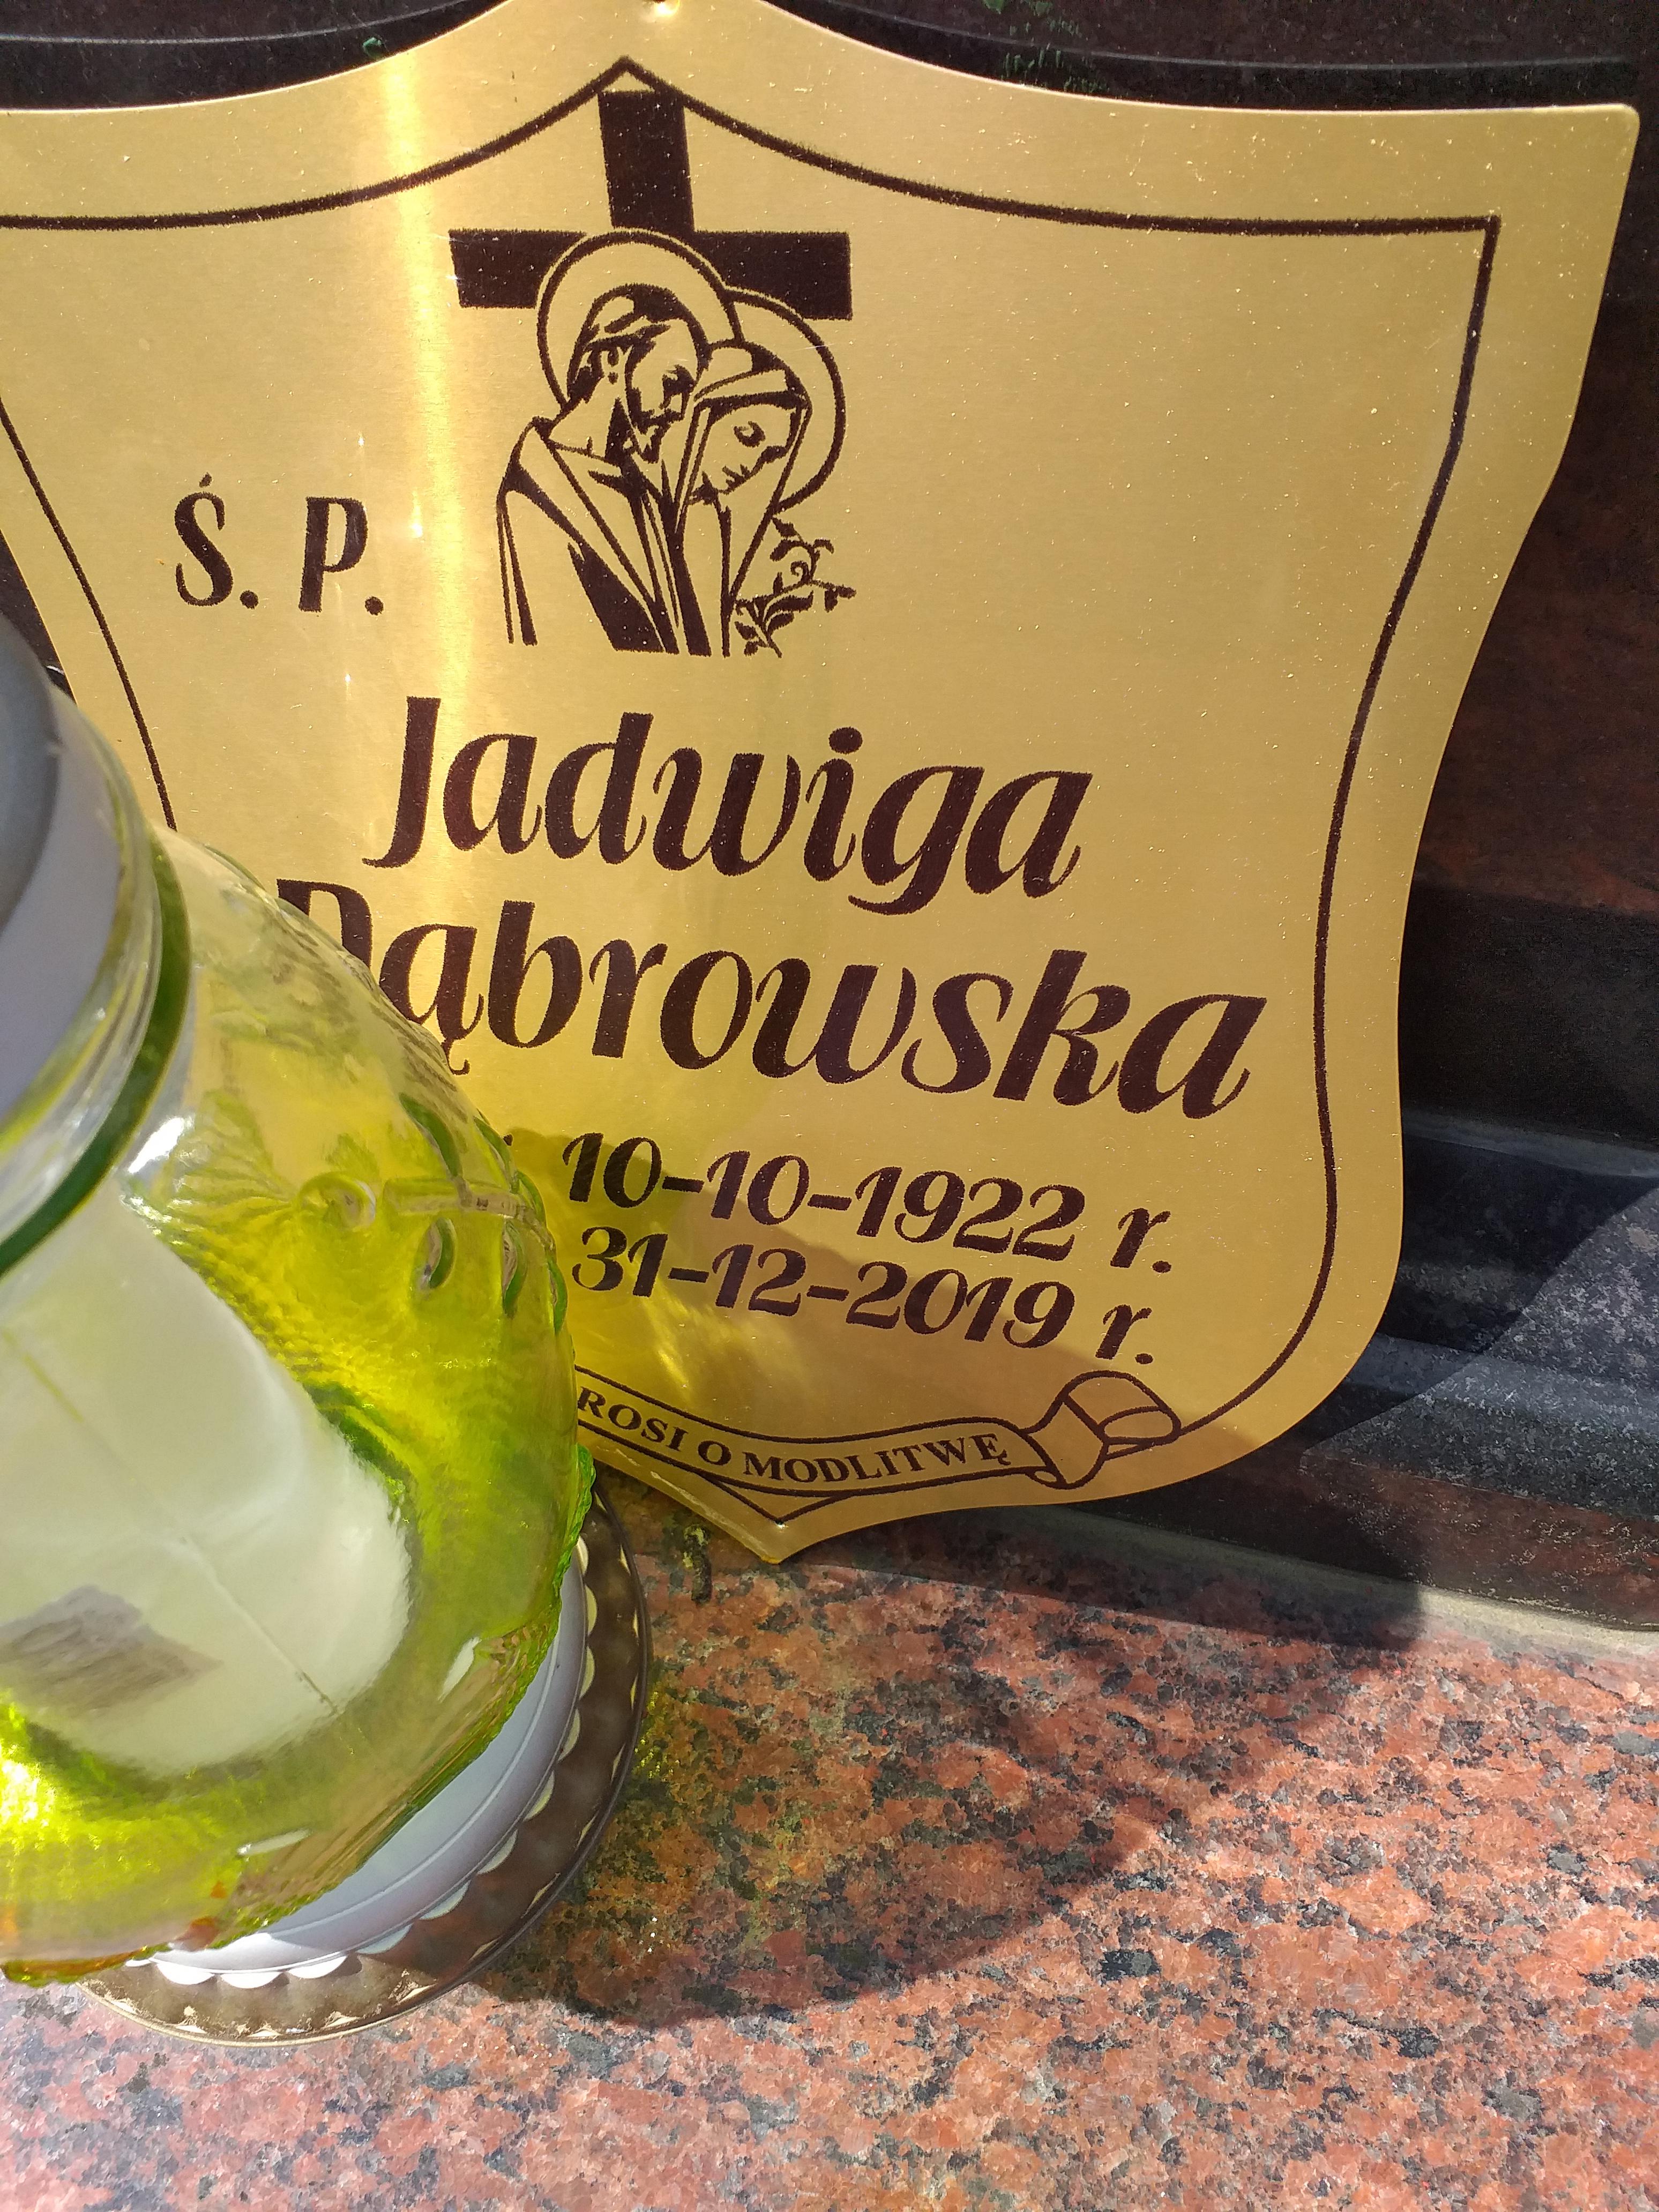 Ś. P.
Jadwiga
Dąbrowska
10-10-1922 r.
31-12-2019 r.
ROSI O MODLITWĘ